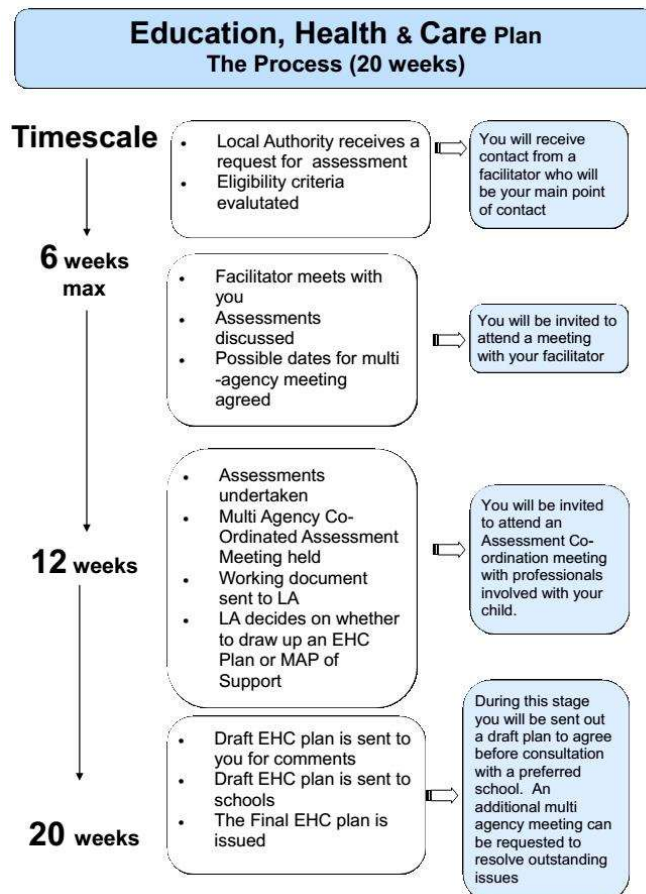 Education, Health & Care Plan
The Process (20 weeks)
Timescale
• Local Authority receives a
request for assessment
• Eligibility criteria
evalutated
You will receive
contact from a
facilitator who will
be your main point
of contact
6 weeks
max
• Facilitator meets with
you
• Assessments
discussed
• Possible dates for multi
-agency meeting
agreed
You will be invited to
attend a meeting
with your facilitator
12 weeks
• Assessments
undertaken
• Multi Agency Co-
Ordinated Assessment
Meeting held
• Working document
sent to LA
• LA decides on whether
to draw up an EHC
Plan or MAP of
Support
You will be invited
to attend an
Assessment Co-
ordination meeting
with professionals
involved with your
child.
20 weeks
• Draft EHC plan is sent to
you for comments
• Draft EHC plan is sent to
schools
• The Final EHC plan is
issued
During this stage
you will be sent out
a draft plan to agree
before consultation
with a preferred
school. An
additional multi
agency meeting can
be requested to
resolve outstanding
issues